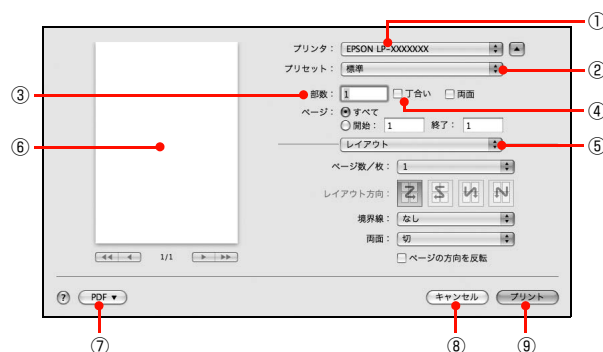 ①
プリンタ： EPSON LP-XXXXXXX
プリセット： 標準 ②
③ 部数： 1 丁合い 両面
④
ページ： すべて
開始： 1 終了： 1
レイアウト ⑤
⑥
ページ数/枚： 1
レイアウト方向：
境界線： なし
両面： 切
ページの方向を反転
1/1
? PDF ▼ キャンセル プリント
⑦ ⑧ ⑨